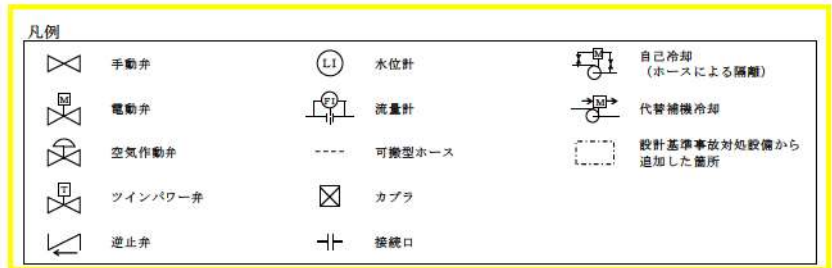 凡例
手動弁
M
電動弁
空気作動弁
T
ツインパワー弁
逆止弁
LI
水位計
FI
流量計
可搬型ホース
カプラ
接続口
M
自己冷却
(ホースによる隔離)
M
代替補機冷却
設計基準事故対処設備から
追加した箇所